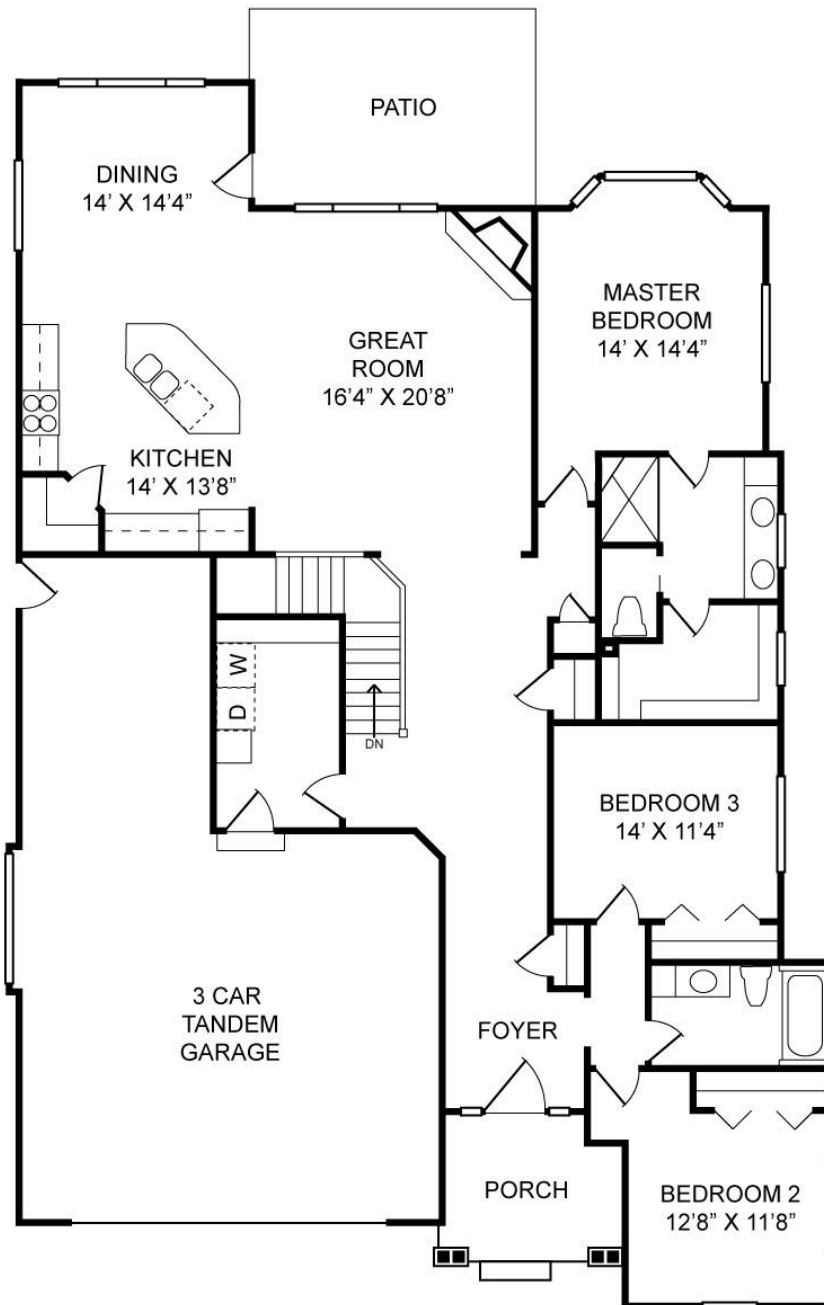 PATIO
DINING
14’ X 14’4”
MASTER
BEDROOM
14’ X 14’4”
GREAT
ROOM
16’4” X 20’8”
KITCHEN
14’ X 13’8”
W
D
DN
BEDROOM 3
14’ X 11’4”
3 CAR
TANDEM
GARAGE
FOYER
PORCH
BEDROOM 2
12’8” X 11’8”